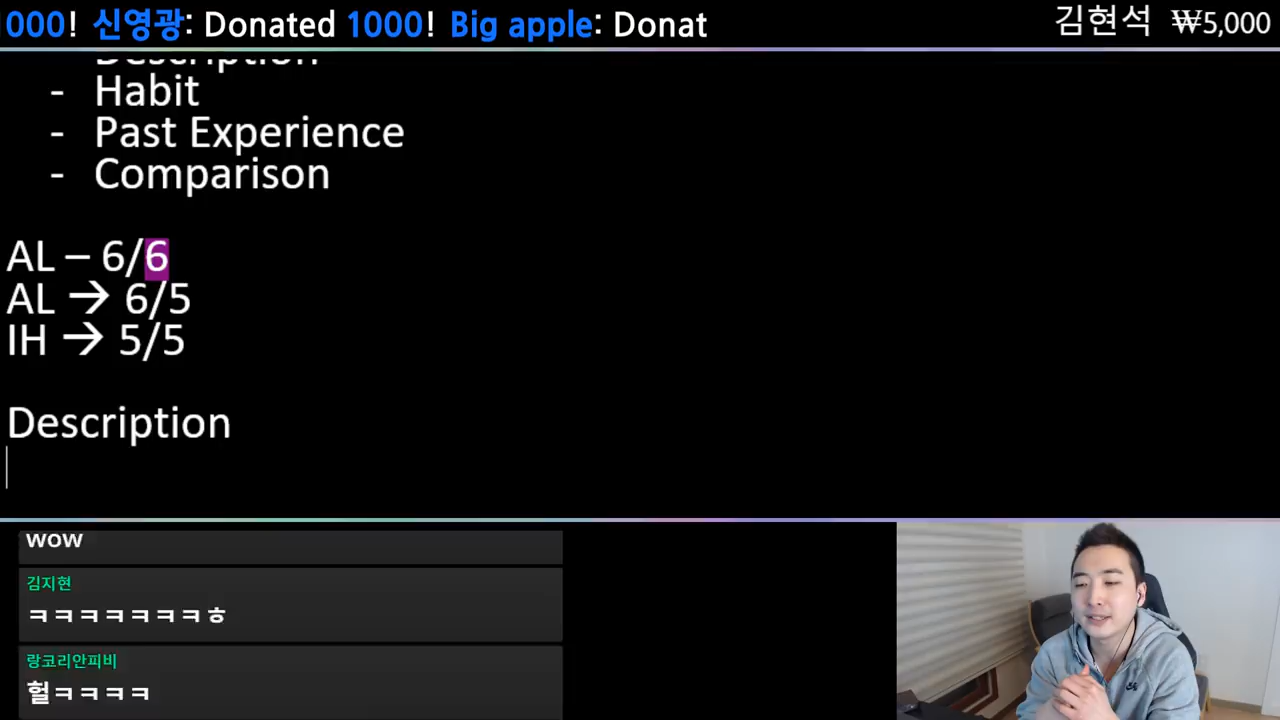 000! 신영광: Donated 1000! Big apple: Donat
김현석 ₩5,000
Description
- Habit
- Past Experience
- Comparison
AL – 6/6
AL → 6/5
IH → 5/5
Description
wow
김지현
ㅋㅋㅋㅋㅋㅋㅋㅎ
랑코리안피비
헐ㅋㅋㅋㅋ